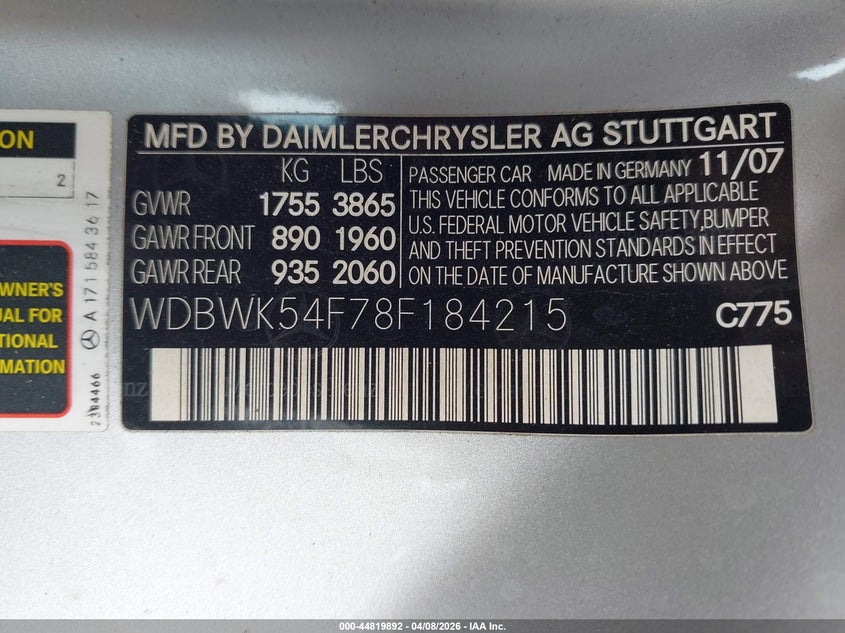 ON
2
A 171 584 36 17
WNER'S
UAL FOR
TIONAL
RMATION
2384466
MFD BY DAIMLERCHRYSLER AG STUTTGART
KG LBS
GVWR 1755 3865
GAWR FRONT 890 1960
GAWR REAR 935 2060
PASSENGER CAR MADE IN GERMANY 11/07
THIS VEHICLE CONFORMS TO ALL APPLICABLE
U.S. FEDERAL MOTOR VEHICLE SAFETY,BUMPER
AND THEFT PREVENTION STANDARDS IN EFFECT
ON THE DATE OF MANUFACTURE SHOWN ABOVE
WDBWK54F78F184215 C775
000-44819892 - 04/08/2026 - IAA Inc.